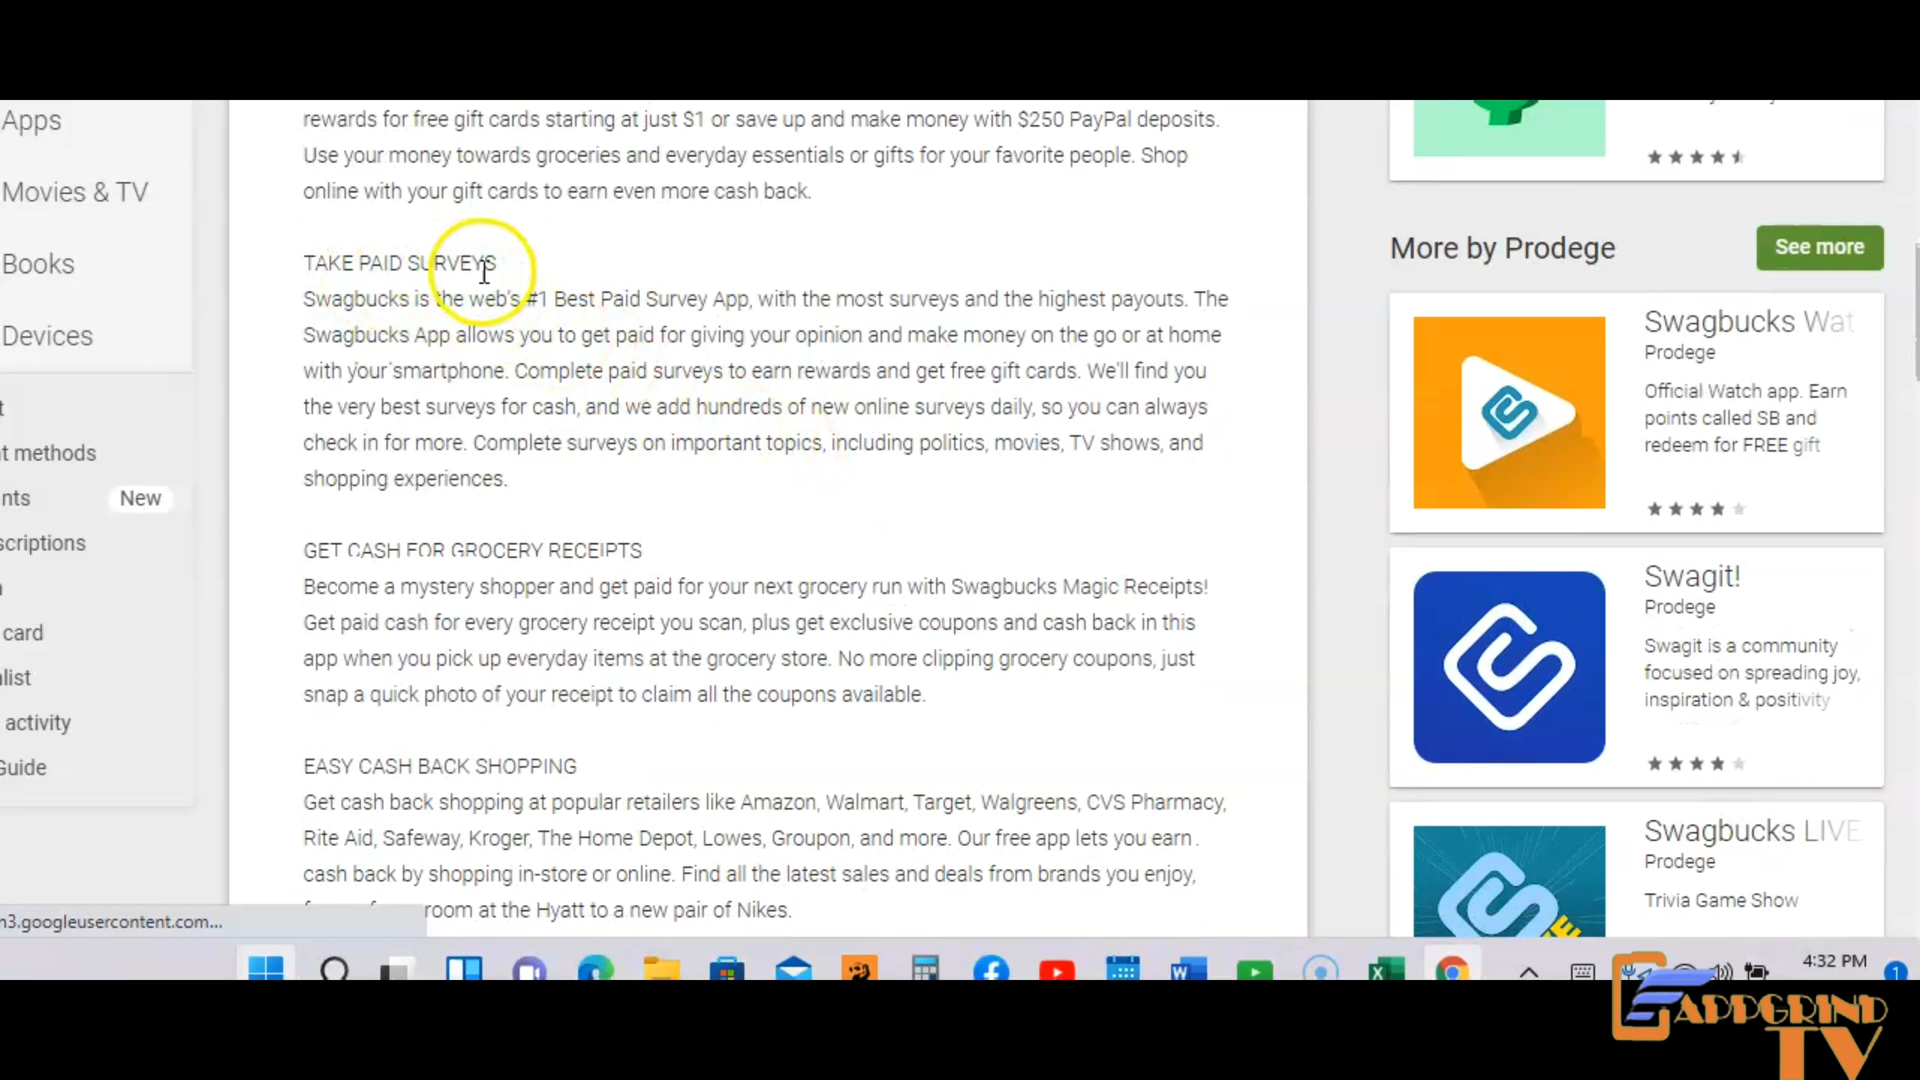 Apps
Movies & TV
Books
Devices
t methods
nts
New
scriptions
card
list
activity
Guide
rewards for free gift cards starting at just $1 or save up and make money with $250 PayPal deposits.
Use your money towards groceries and everyday essentials or gifts for your favorite people. Shop
online with your gift cards to earn even more cash back.
TAKE PAID SURVEYS
Swagbucks is the web's #1 Best Paid Survey App, with the most surveys and the highest payouts. The
Swagbucks App allows you to get paid for giving your opinion and make money on the go or at home
with your smartphone. Complete paid surveys to earn rewards and get free gift cards. We'll find you
the very best surveys for cash, and we add hundreds of new online surveys daily, so you can always
check in for more. Complete surveys on important topics, including politics, movies, TV shows, and
shopping experiences.
GET CASH FOR GROCERY RECEIPTS
Become a mystery shopper and get paid for your next grocery run with Swagbucks Magic Receipts!
Get paid cash for every grocery receipt you scan, plus get exclusive coupons and cash back in this
app when you pick up everyday items at the grocery store. No more clipping grocery coupons, just
snap a quick photo of your receipt to claim all the coupons available.
EASY CASH BACK SHOPPING
Get cash back shopping at popular retailers like Amazon, Walmart, Target, Walgreens, CVS Pharmacy,
Rite Aid, Safeway, Kroger, The Home Depot, Lowes, Groupon, and more. Our free app lets you earn
cash back by shopping in-store or online. Find all the latest sales and deals from brands you enjoy,
room at the Hyatt to a new pair of Nikes.
n3.googleusercontent.com...
More by Prodege
See more
Swagbucks Wat
Prodege
Official Watch app. Earn
points called SB and
redeem for FREE gift
Swagit!
Prodege
Swagit is a community
focused on spreading joy,
inspiration & positivity
Swagbucks LIVE
Prodege
Trivia Game Show
4:32 PM
1
APPGRIND
TV